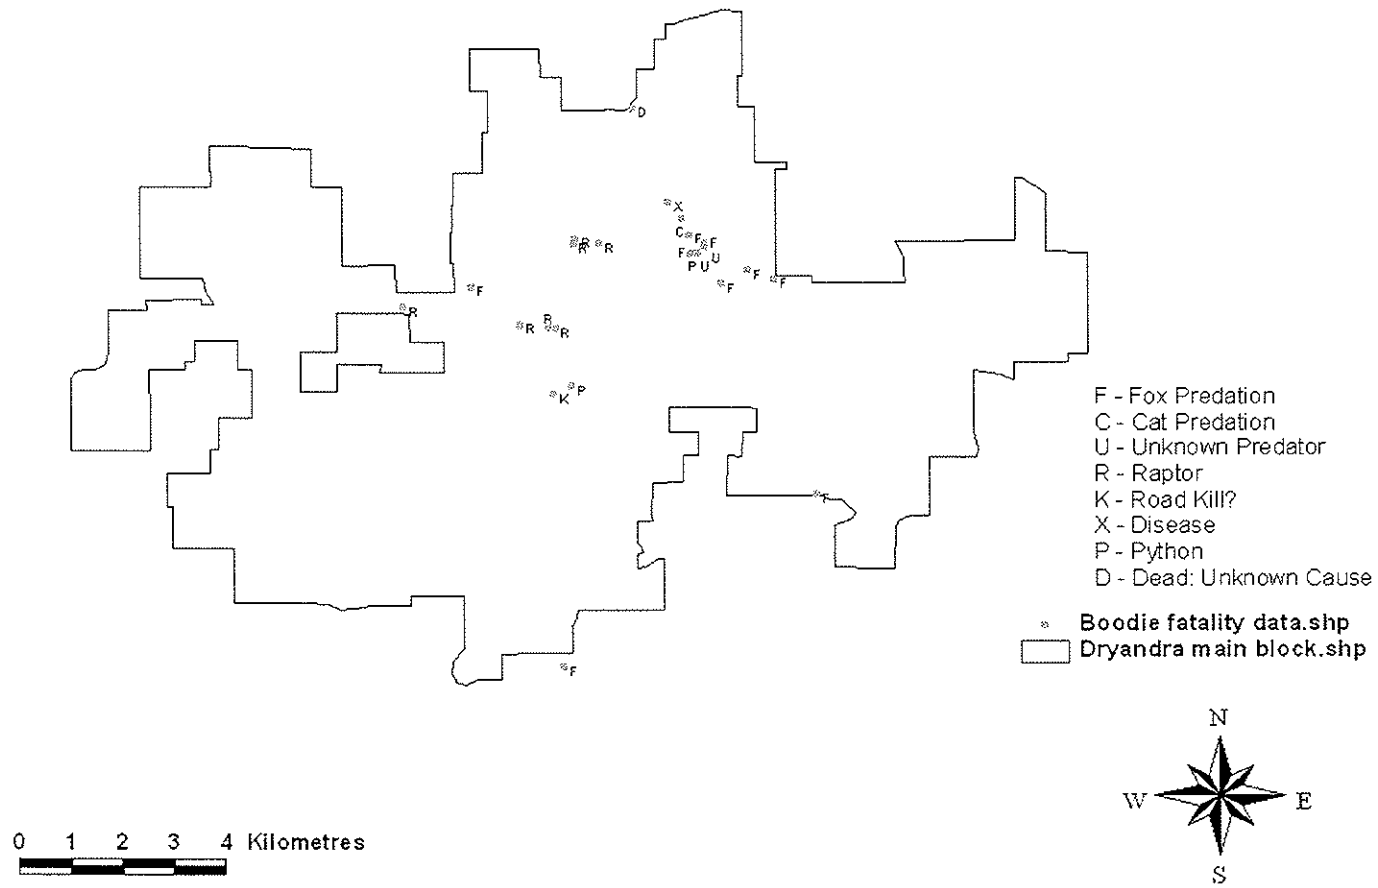 D
X
C F F
R R R
F P U U
F F F
F
R
R R R
P
K
F - Fox Predation
C - Cat Predation
U - Unknown Predator
R - Raptor
K - Road Kill?
X - Disease
P - Python
D - Dead: Unknown Cause
Boodie fatality data.shp
Dryandra main block.shp
F
N
W E
S
0 1 2 3 4 Kilometres